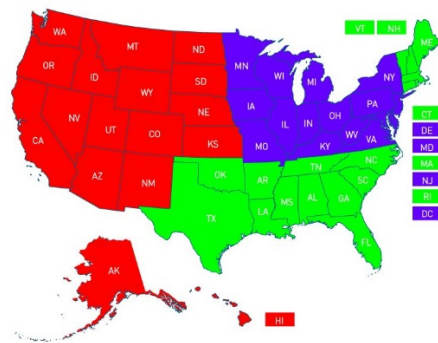 VT NH
WA
MT
ND
ME
OR
ID
SD
MN
WI
MI
NY
WY
NE
IA
PA
CT
NV
IL
IN
OH
DE
UT
CO
WV
VA
MD
CA
KS
MO
KY
MA
AZ
NM
OK
AR
TN
NC
NJ
SC
RI
TX
LA
MS
AL
GA
DC
FL
AK
HI